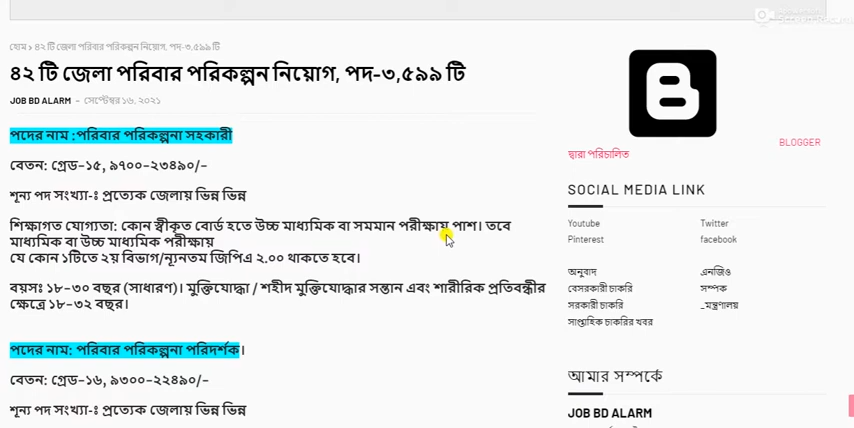 হোম › ৪২ টি জেলা পরিবার পরিকল্পন নিয়োগ, পদ-৩,৫৯৯ টি
৪২ টি জেলা পরিবার পরিকল্পন নিয়োগ, পদ-৩,৫৯৯ টি
JOB BD ALARM - সেপ্টেম্বর ১৬, ২০২১
পদের নাম :পরিবার পরিকল্পনা সহকারী
বেতন: গ্রেড-১৫, ৯৭০০-২৩৪৯০/-
শূন্য পদ সংখ্যা-ঃ প্রত্যেক জেলায় ভিন্ন ভিন্ন
শিক্ষাগত যোগ্যতা: কোন স্বীকৃত বোর্ড হতে উচ্চ মাধ্যমিক বা সমমান পরীক্ষায় পাশ। তবে
মাধ্যমিক বা উচ্চ মাধ্যমিক পরীক্ষায়
যে কোন ১টিতে ২য় বিভাগ/ন্যূনতম জিপিএ ২.০০ থাকতে হবে।
বয়সঃ ১৮-৩০ বছর (সাধারণ)। মুক্তিযোদ্ধা / শহীদ মুক্তিযোদ্ধার সন্তান এবং শারীরিক প্রতিবন্ধীর
ক্ষেত্রে ১৮-৩২ বছর।
পদের নাম: পরিবার পরিকল্পনা পরিদর্শক।
বেতন: গ্রেড-১৬, ৯৩০০-২২৪৯০/-
শূন্য পদ সংখ্যা-ঃ প্রত্যেক জেলায় ভিন্ন ভিন্ন
BLOGGER
দ্বারা পরিচালিত
SOCIAL MEDIA LINK
Youtube Twitter
Pinterest facebook
অনুবাদ এনজিও
বেসরকারী চাকরি সম্পক
সরকারী চাকরি _মন্ত্রণালয়
সাপ্তাহিক চাকরির খবর
আমার সম্পর্কে
JOB BD ALARM